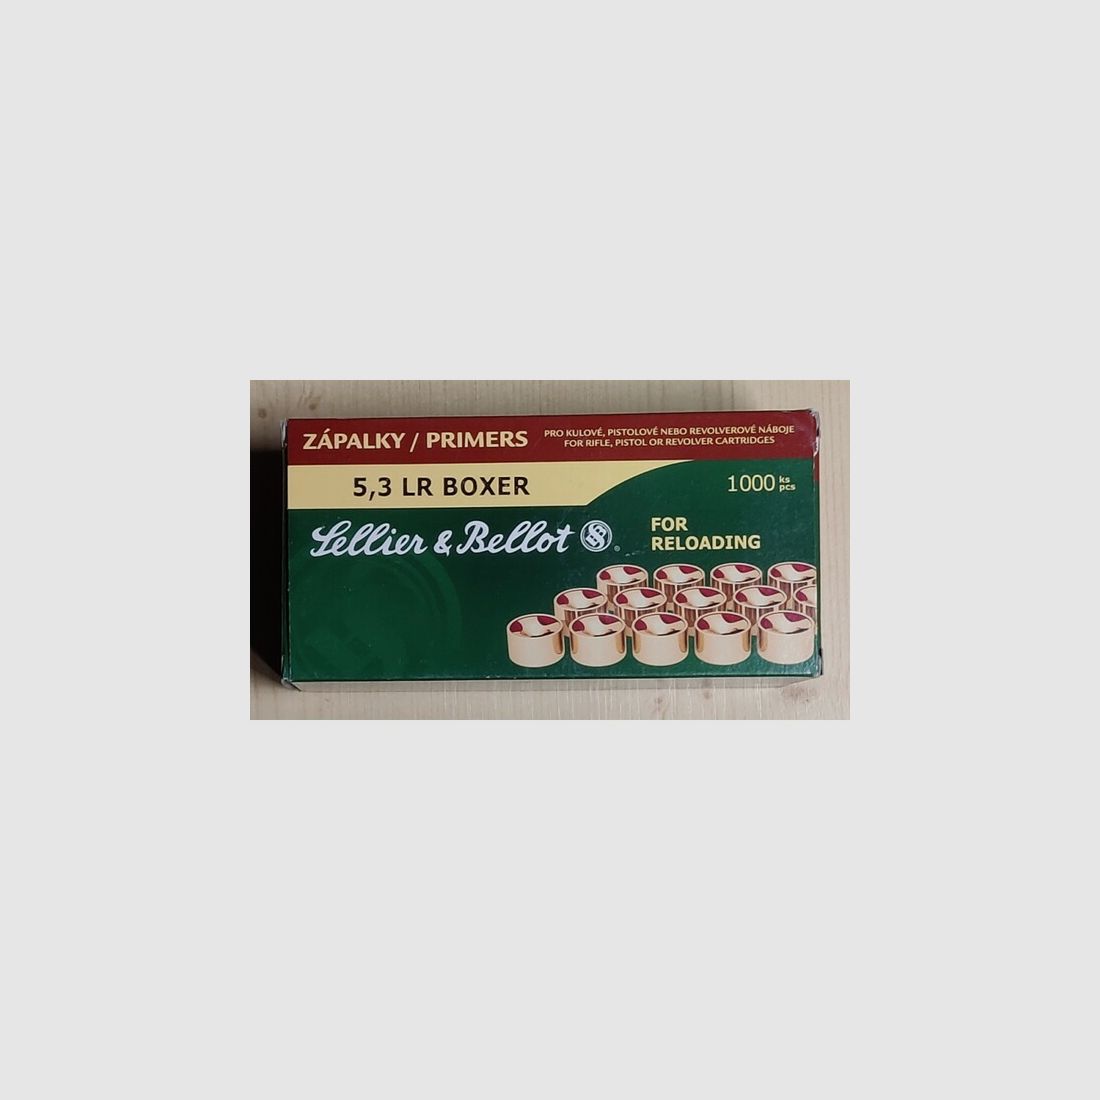 ZÁPALKY / PRIMERS
PRO KULOVÉ, PISTOLOVÉ NEBO REVOLVEROVÉ NÁBOJE
FOR RIFLE, PISTOL OR REVOLVER CARTRIDGES
5,3 LR BOXER
1000 ks pcs
Sellier & Bellot ®
FOR
RELOADING